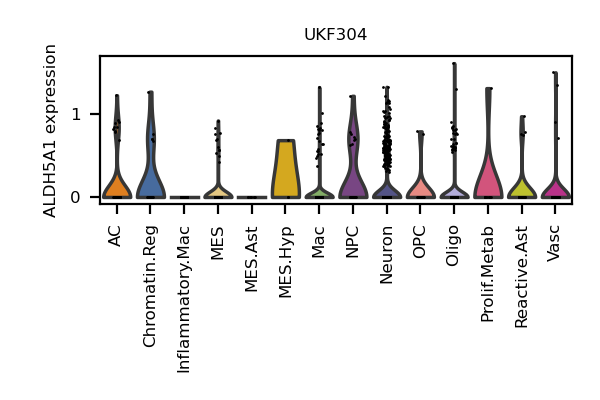 UKF304
ALDH5A1 expression
1
0
AC
Chromatin.Reg
Inflammatory.Mac
MES
MES.Ast
MES.Hyp
Mac
NPC
Neuron
OPC
Oligo
Prolif.Metab
Reactive.Ast
Vasc